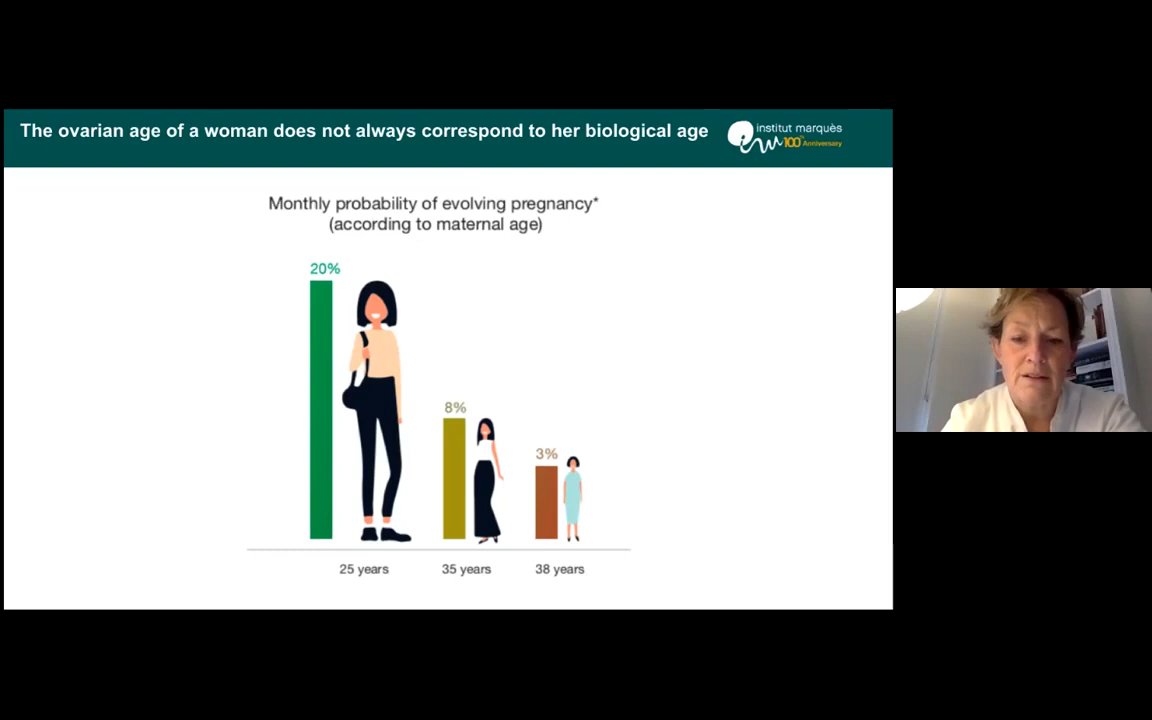 The ovarian age of a woman does not always correspond to her biological age
institut marquès
100th Anniversary
Monthly probability of evolving pregnancy*
(according to maternal age)
20%
8%
3%
25 years
35 years
38 years